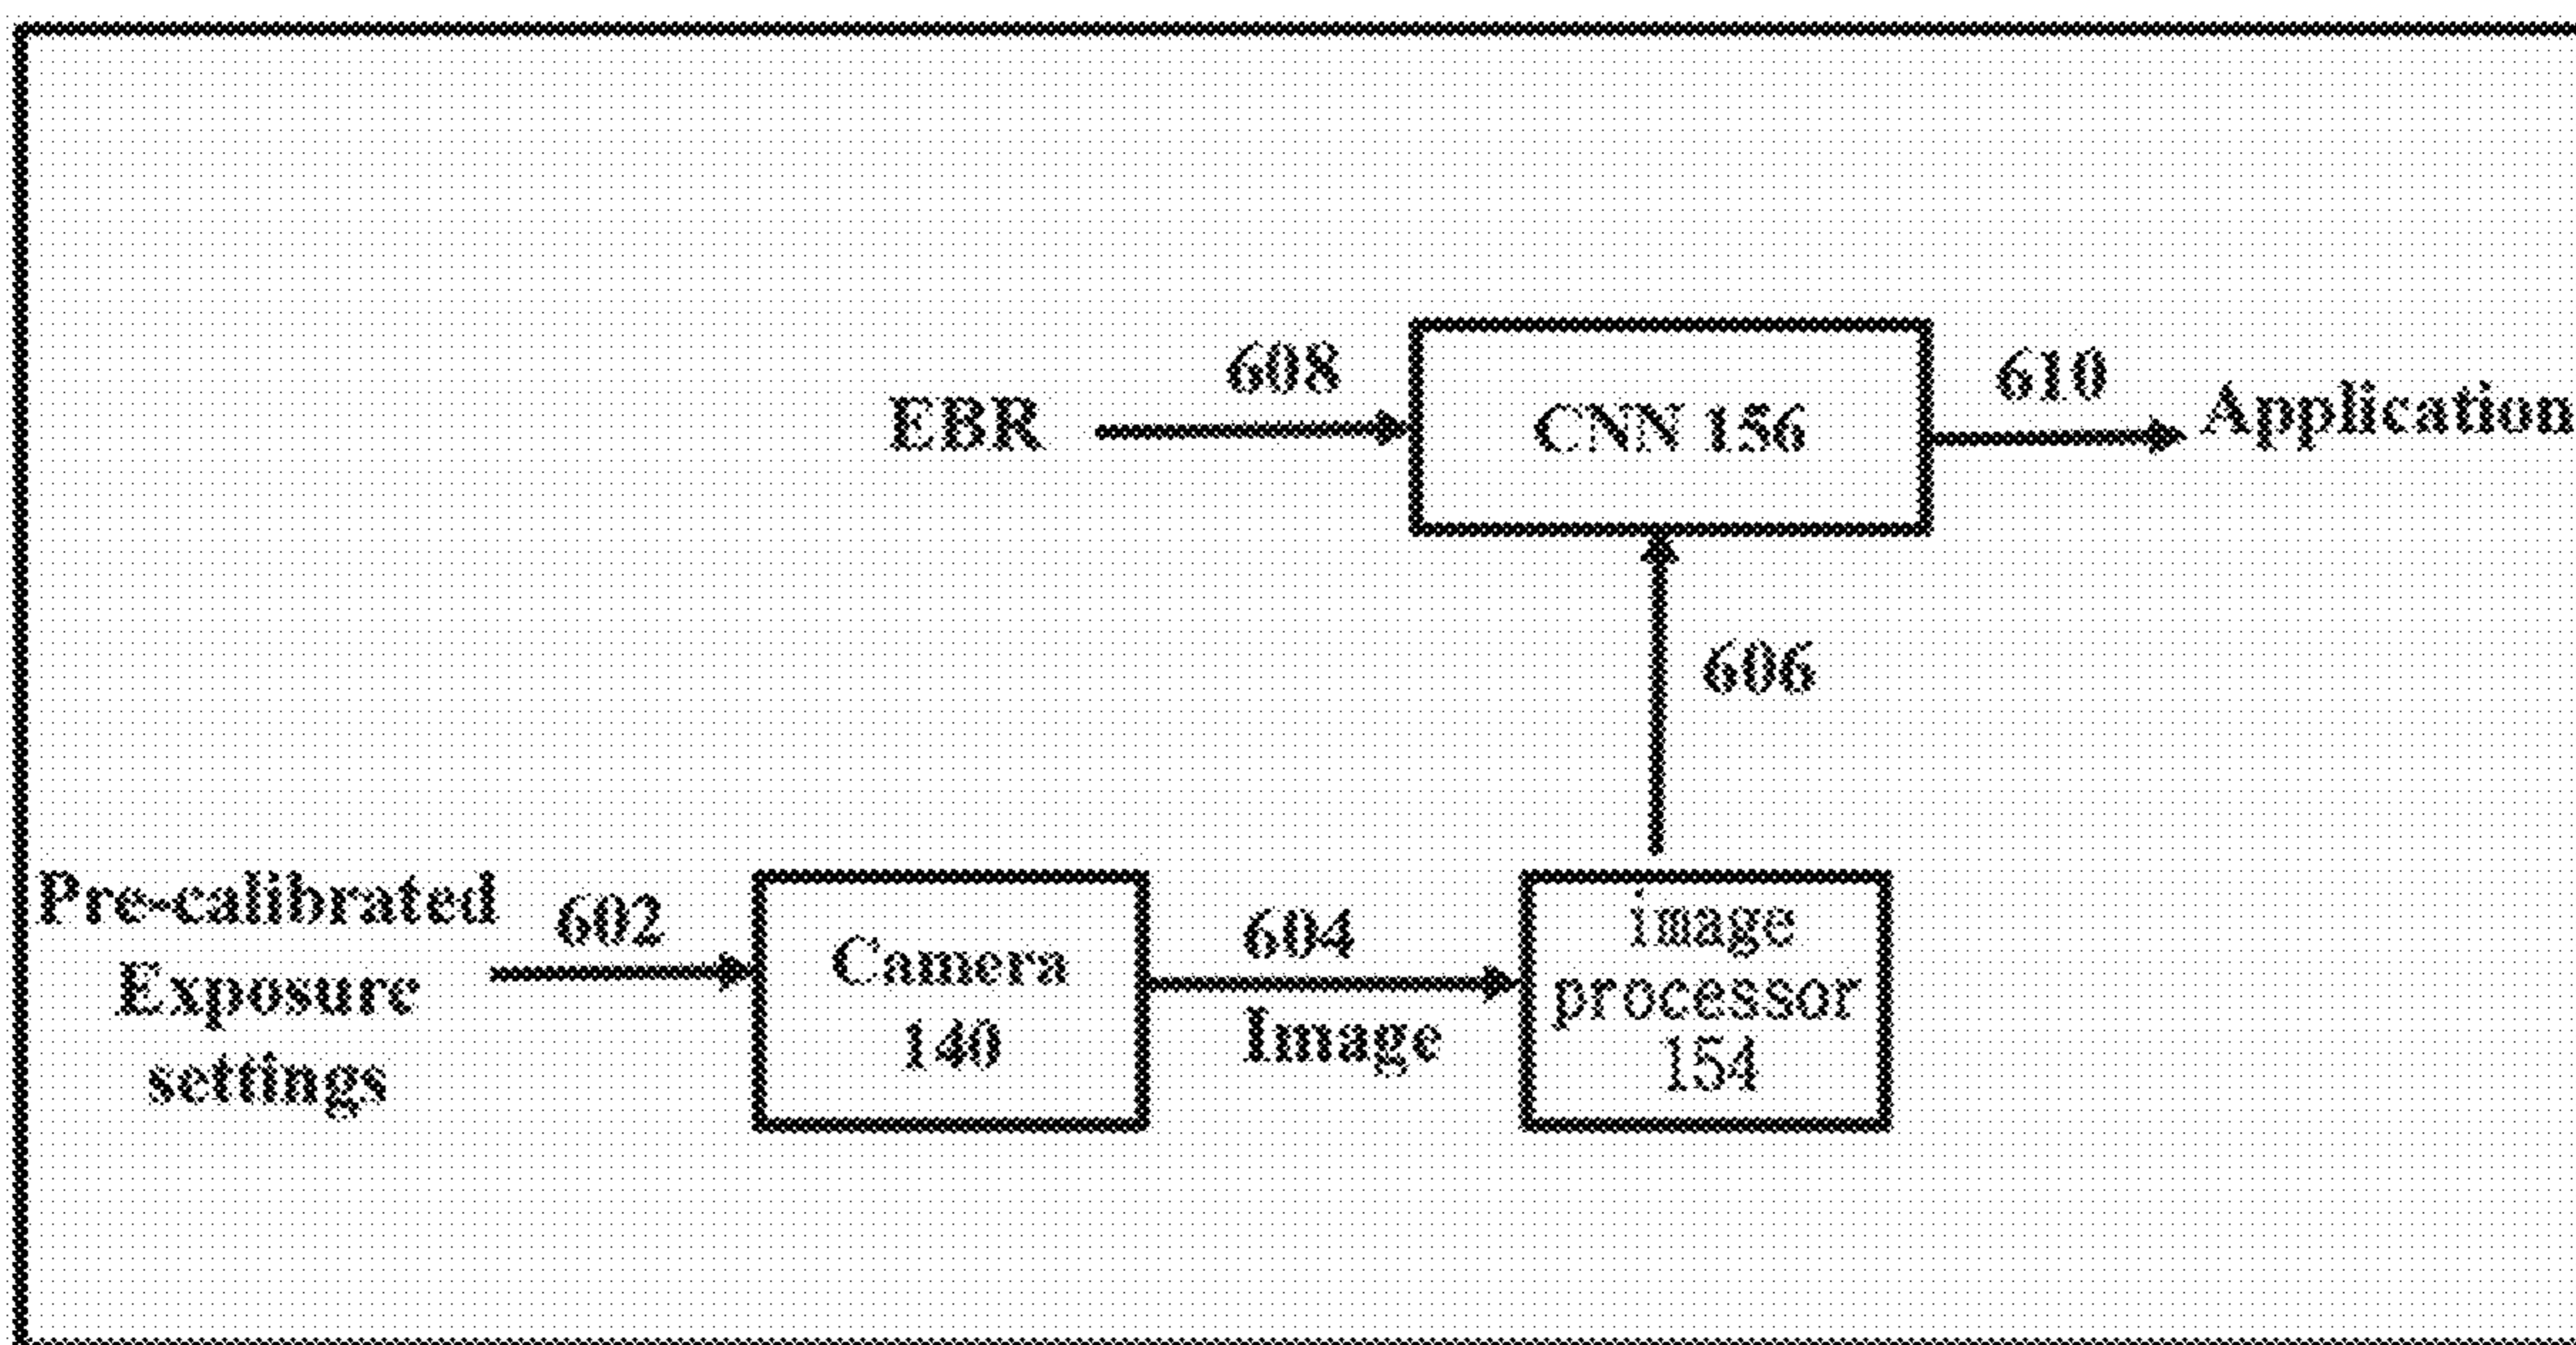 608
610
EBR
CNN 156
Application
606
Pre-calibrated
Exposure
settings
602
Camera
140
604
Image
image
processor
154